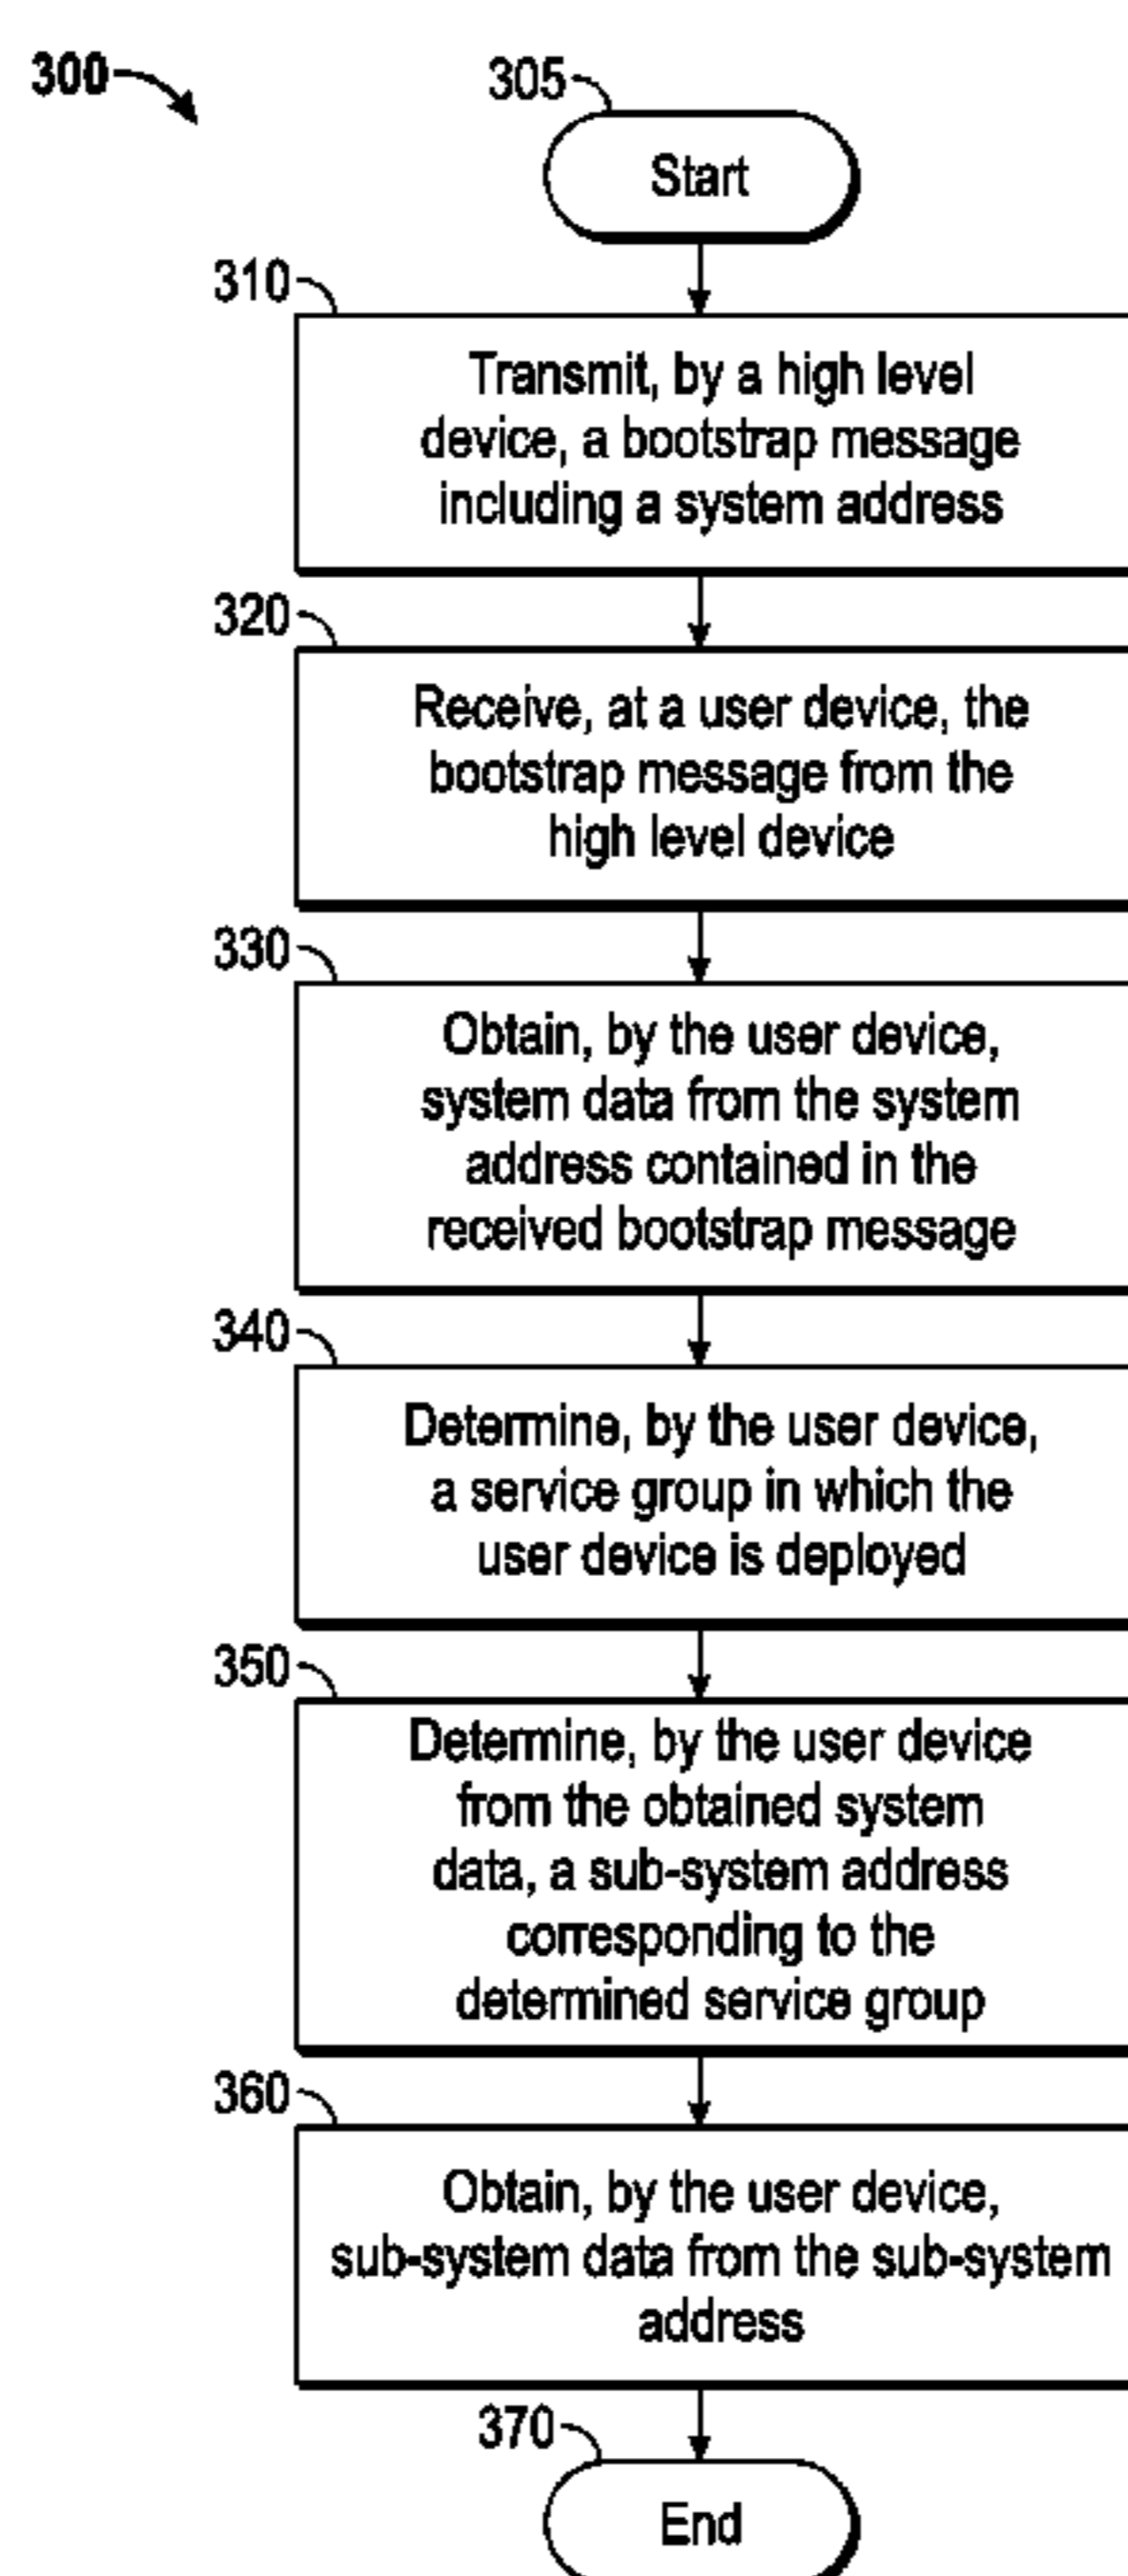 300
305
Start
310
Transmit, by a high level
device, a bootstrap message
including a system address
320
Receive, at a user device, the
bootstrap message from the
high level device
330
Obtain, by the user device,
system data from the system
address contained in the
received bootstrap message
340
Determine, by the user device,
a service group in which the
user device is deployed
350
Determine, by the user device
from the obtained system
data, a sub-system address
corresponding to the
determined service group
360
Obtain, by the user device,
sub-system data from the sub-system
address
370
End